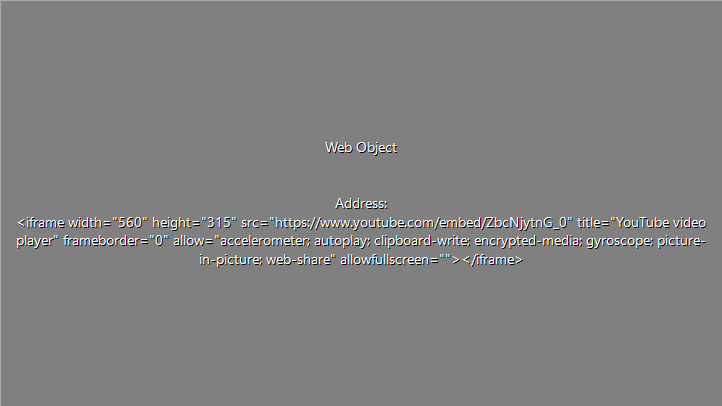 Web Object
Address:
<iframe width="560" height="315" src="https://www.youtube.com/embed/ZbcNjytnG_0" title="YouTube video
player" frameborder="0" allow="accelerometer; autoplay; clipboard-write; encrypted-media; gyroscope; picture-
in-picture; web-share" allowfullscreen=""></iframe>